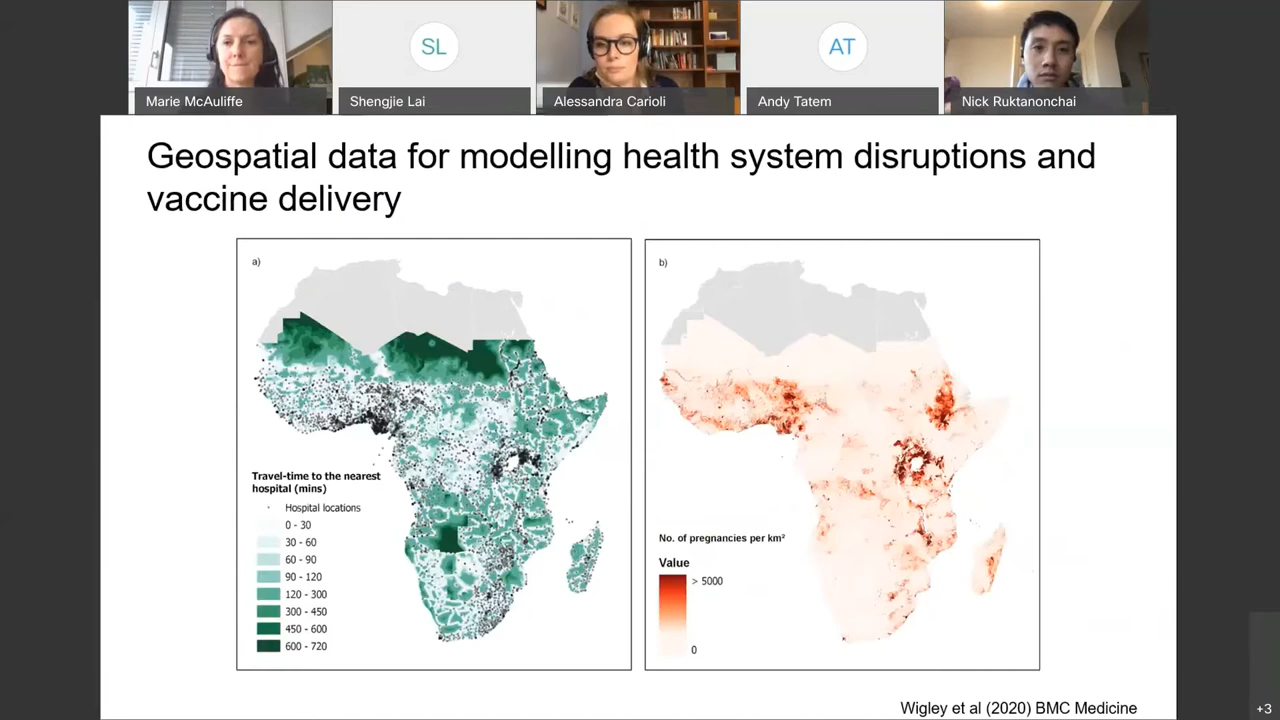 SL
AT
Marie McAuliffe
Shengjie Lai
Alessandra Carioli
Andy Tatem
Nick Ruktanonchai
Geospatial data for modelling health system disruptions and
vaccine delivery
a)
Travel-time to the nearest
hospital (mins)
Hospital locations
0 - 30
30 - 60
60 - 90
90 - 120
120 - 300
300 - 450
450 - 600
600 - 720
b)
No. of pregnancies per km²
Value
> 5000
0
Wigley et al (2020) BMC Medicine
+3